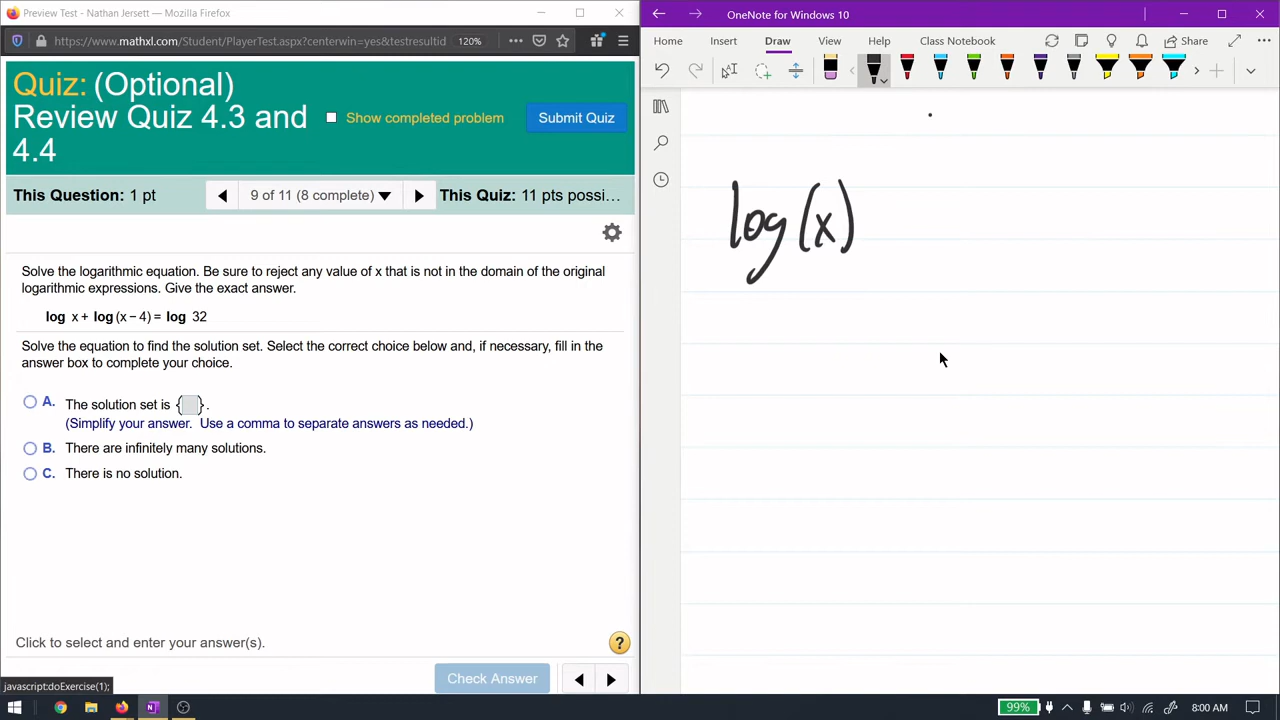 Preview Test - Nathan Jersett — Mozilla Firefox
https://www.mathxl.com/Student/PlayerTest.aspx?centerwin=yes&testresultid
120%
Quiz: (Optional)
Review Quiz 4.3 and
4.4
Show completed problem
Submit Quiz
This Question: 1 pt
9 of 11 (8 complete)
This Quiz: 11 pts possi...
Solve the logarithmic equation. Be sure to reject any value of x that is not in the domain of the original
logarithmic expressions. Give the exact answer.
log x + log (x − 4) = log 32
Solve the equation to find the solution set. Select the correct choice below and, if necessary, fill in the
answer box to complete your choice.
A. The solution set is { }.
(Simplify your answer. Use a comma to separate answers as needed.)
B. There are infinitely many solutions.
C. There is no solution.
Click to select and enter your answer(s).
?
Check Answer
javascript:doExercise(1);
OneNote for Windows 10
Home Insert Draw View Help Class Notebook Share
log(x)
99%
8:00 AM